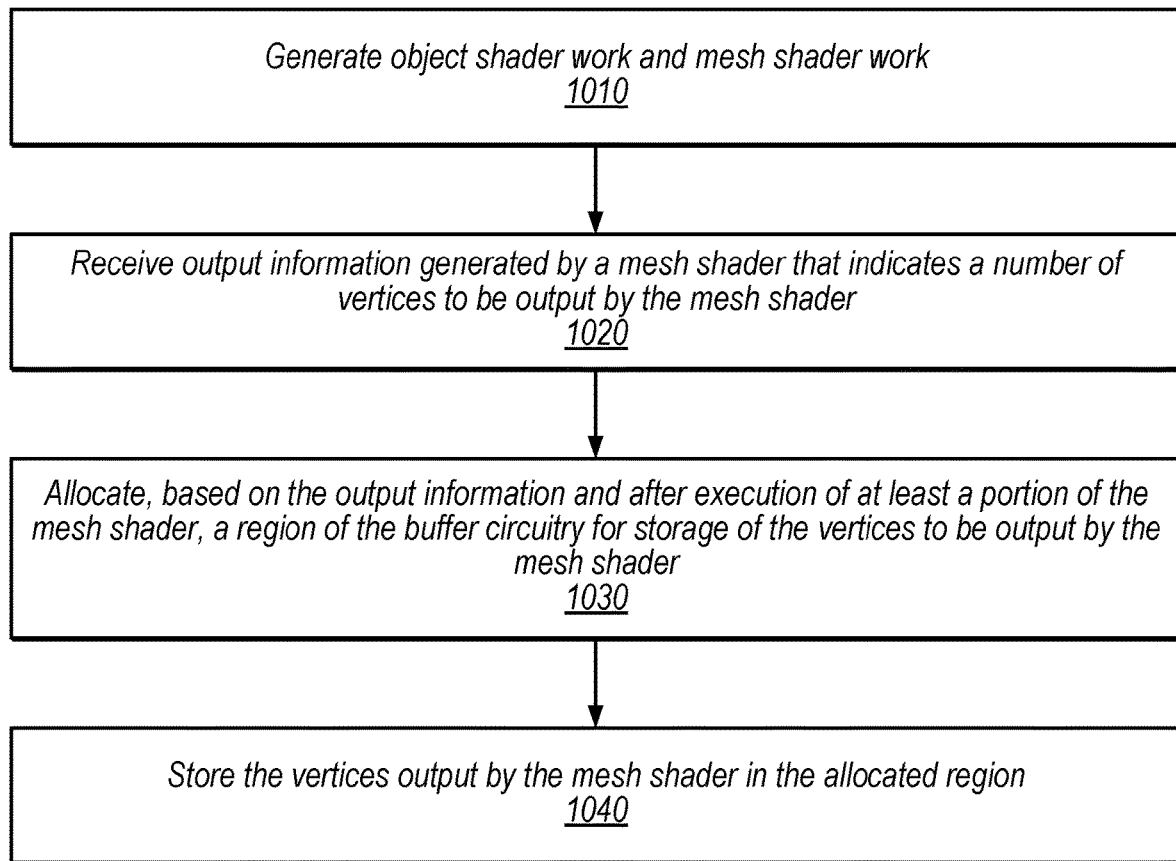 Generate object shader work and mesh shader work
1010
Receive output information generated by a mesh shader that indicates a number of
vertices to be output by the mesh shader
1020
Allocate, based on the output information and after execution of at least a portion of the
mesh shader, a region of the buffer circuitry for storage of the vertices to be output by the
mesh shader
1030
Store the vertices output by the mesh shader in the allocated region
1040